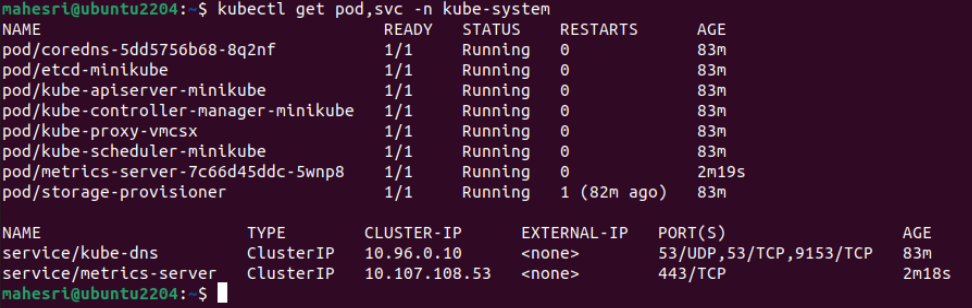 mahesri@ubuntu2204:~$ kubectl get pod,svc -n kube-system
NAME READY STATUS RESTARTS AGE
pod/coredns-5dd5756b68-8q2nf 1/1 Running 0 83m
pod/etcd-minikube 1/1 Running 0 83m
pod/kube-apiserver-minikube 1/1 Running 0 83m
pod/kube-controller-manager-minikube 1/1 Running 0 83m
pod/kube-proxy-vmcsx 1/1 Running 0 83m
pod/kube-scheduler-minikube 1/1 Running 0 83m
pod/metrics-server-7c66d45ddc-5wnp8 1/1 Running 0 2m19s
pod/storage-provisioner 1/1 Running 1 (82m ago) 83m
NAME TYPE CLUSTER-IP EXTERNAL-IP PORT(S) AGE
service/kube-dns ClusterIP 10.96.0.10 <none> 53/UDP,53/TCP,9153/TCP 83m
service/metrics-server ClusterIP 10.107.108.53 <none> 443/TCP 2m18s
mahesri@ubuntu2204:~$